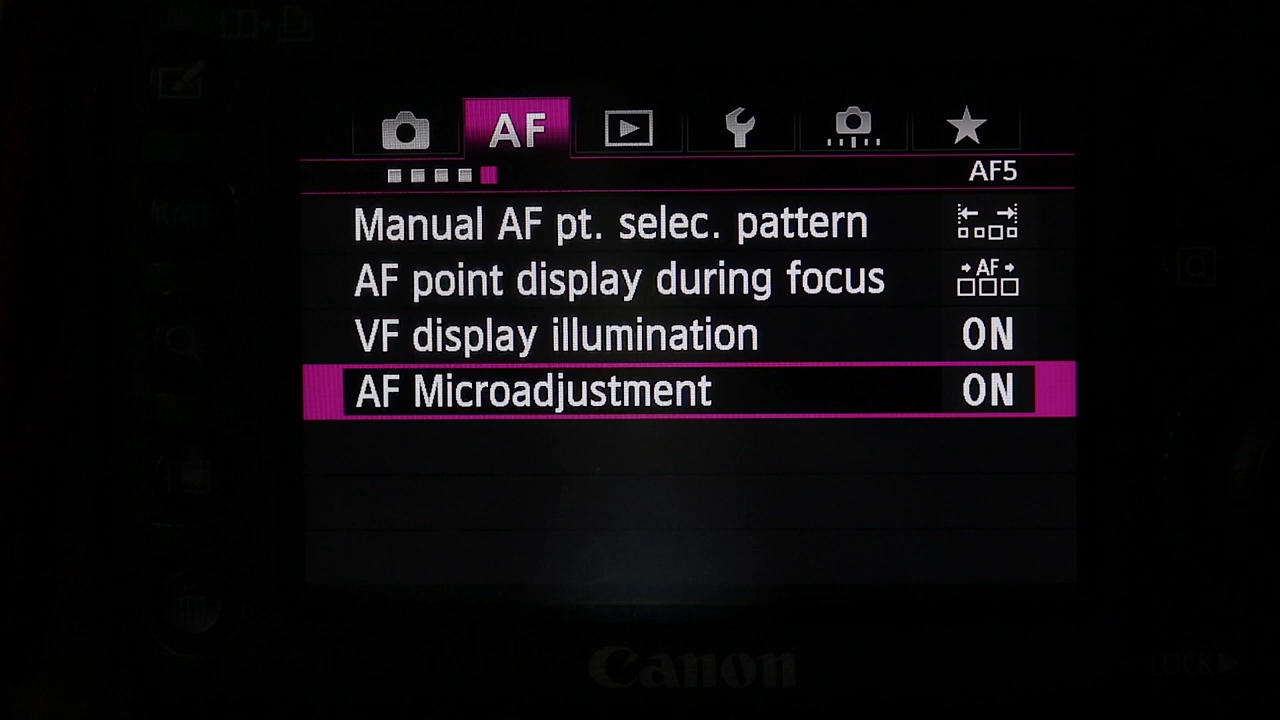 AF
AF5
Manual AF pt. selec. pattern
AF point display during focus
AF
VF display illumination
ON
AF Microadjustment
ON
Canon
LOCK